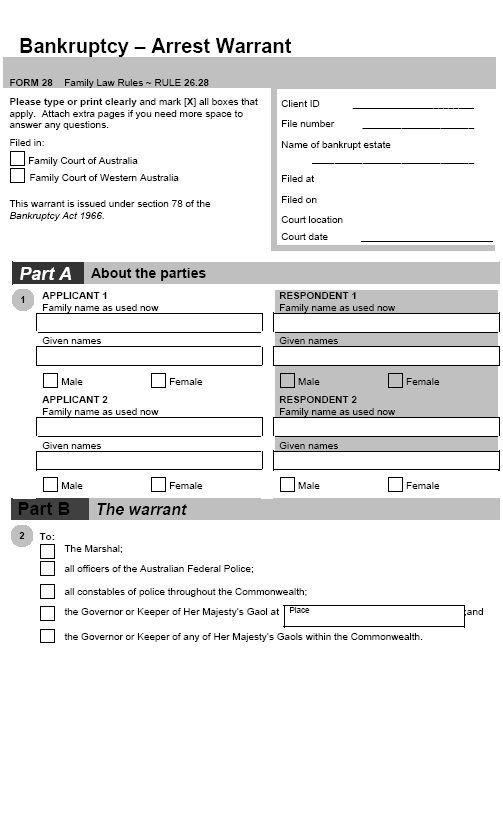 Bankruptcy – Arrest Warrant
FORM 28 Family Law Rules ~ RULE 26.28
Please type or print clearly and mark [X] all boxes that
apply. Attach extra pages if you need more space to
answer any questions.
Filed in:
Family Court of Australia
Family Court of Western Australia
This warrant is issued under section 78 of the
Bankruptcy Act 1966.
Client ID
File number
Name of bankrupt estate
Filed at
Filed on
Court location
Court date
Part A About the parties
1
APPLICANT 1
Family name as used now
Given names
Male Female
RESPONDENT 1
Family name as used now
Given names
Male Female
APPLICANT 2
Family name as used now
Given names
Male Female
RESPONDENT 2
Family name as used now
Given names
Male Female
Part B The warrant
2 To:
The Marshal;
all officers of the Australian Federal Police;
all constables of police throughout the Commonwealth;
the Governor or Keeper of Her Majesty's Gaol at Place ;and
the Governor or Keeper of any of Her Majesty's Gaols within the Commonwealth.